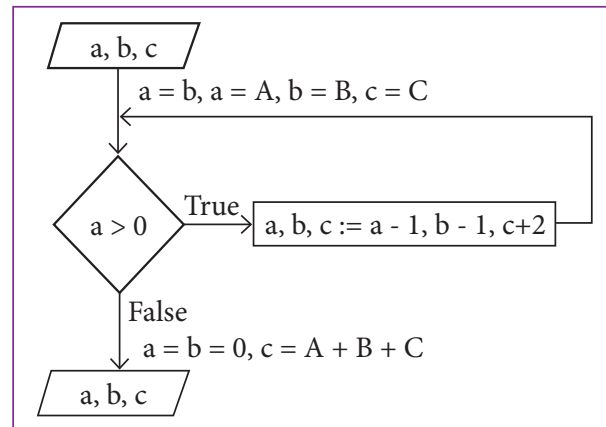 a, b, c
a = b, a = A, b = B, c = C
a > 0
True
a, b, c := a - 1, b - 1, c+2
False
a = b = 0, c = A + B + C
a, b, c